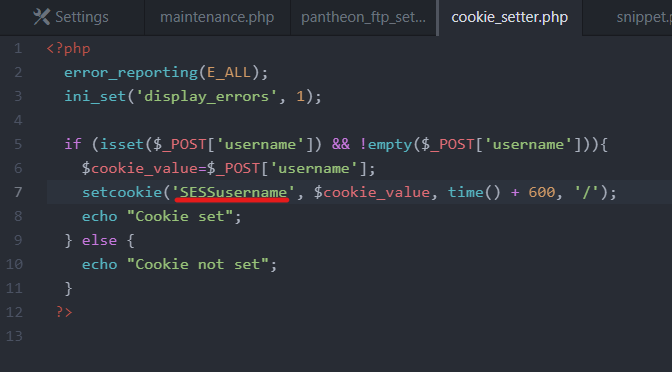 Settings maintenance.php pantheon_ftp_set... cookie_setter.php snippet.p
1 <?php
2 error_reporting(E_ALL);
3 ini_set('display_errors', 1);
4
5 if (isset($_POST['username']) && !empty($_POST['username'])){
6 $cookie_value=$_POST['username'];
7 setcookie('SESSusername', $cookie_value, time() + 600, '/');
8 echo "Cookie set";
9 } else {
10 echo "Cookie not set";
11 }
12 ?>
13